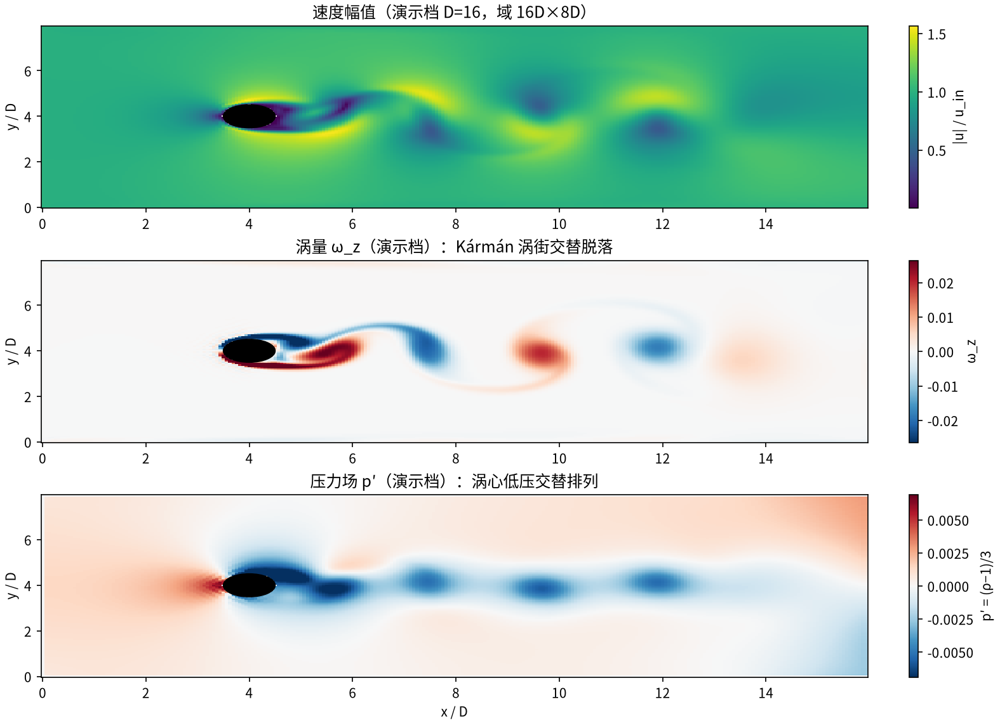 速度幅值（演示档 D=16，域 16D×8D）
6
4
2
0
y / D
0 2 4 6 8 10 12 14
1.5
1.0
0.5
|u| / u_in
涡量 ω_z（演示档）：Kármán 涡街交替脱落
6
4
2
0
y / D
0 2 4 6 8 10 12 14
0.02
0.01
0.00
-0.01
-0.02
ω_z
压力场 p′（演示档）：涡心低压交替排列
6
4
2
0
y / D
0 2 4 6 8 10 12 14
x / D
0.0050
0.0025
0.0000
-0.0025
-0.0050
p′ = (ρ−1)/3